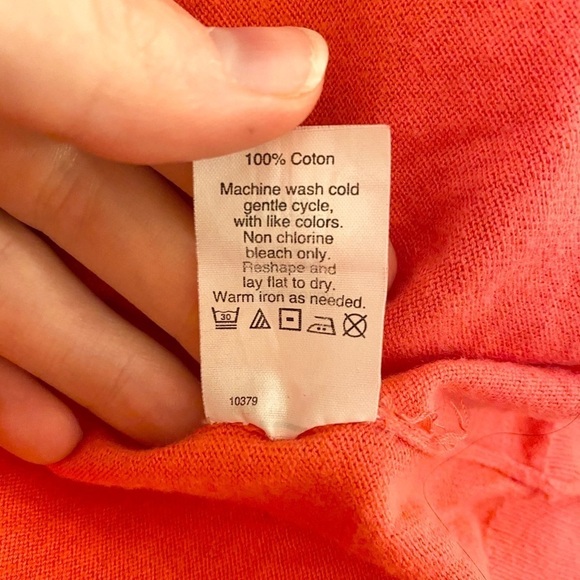 100% Coton
Machine wash cold
gentle cycle,
with like colors.
Non chlorine
bleach only.
Reshape and
lay flat to dry.
Warm iron as needed.
30
10379